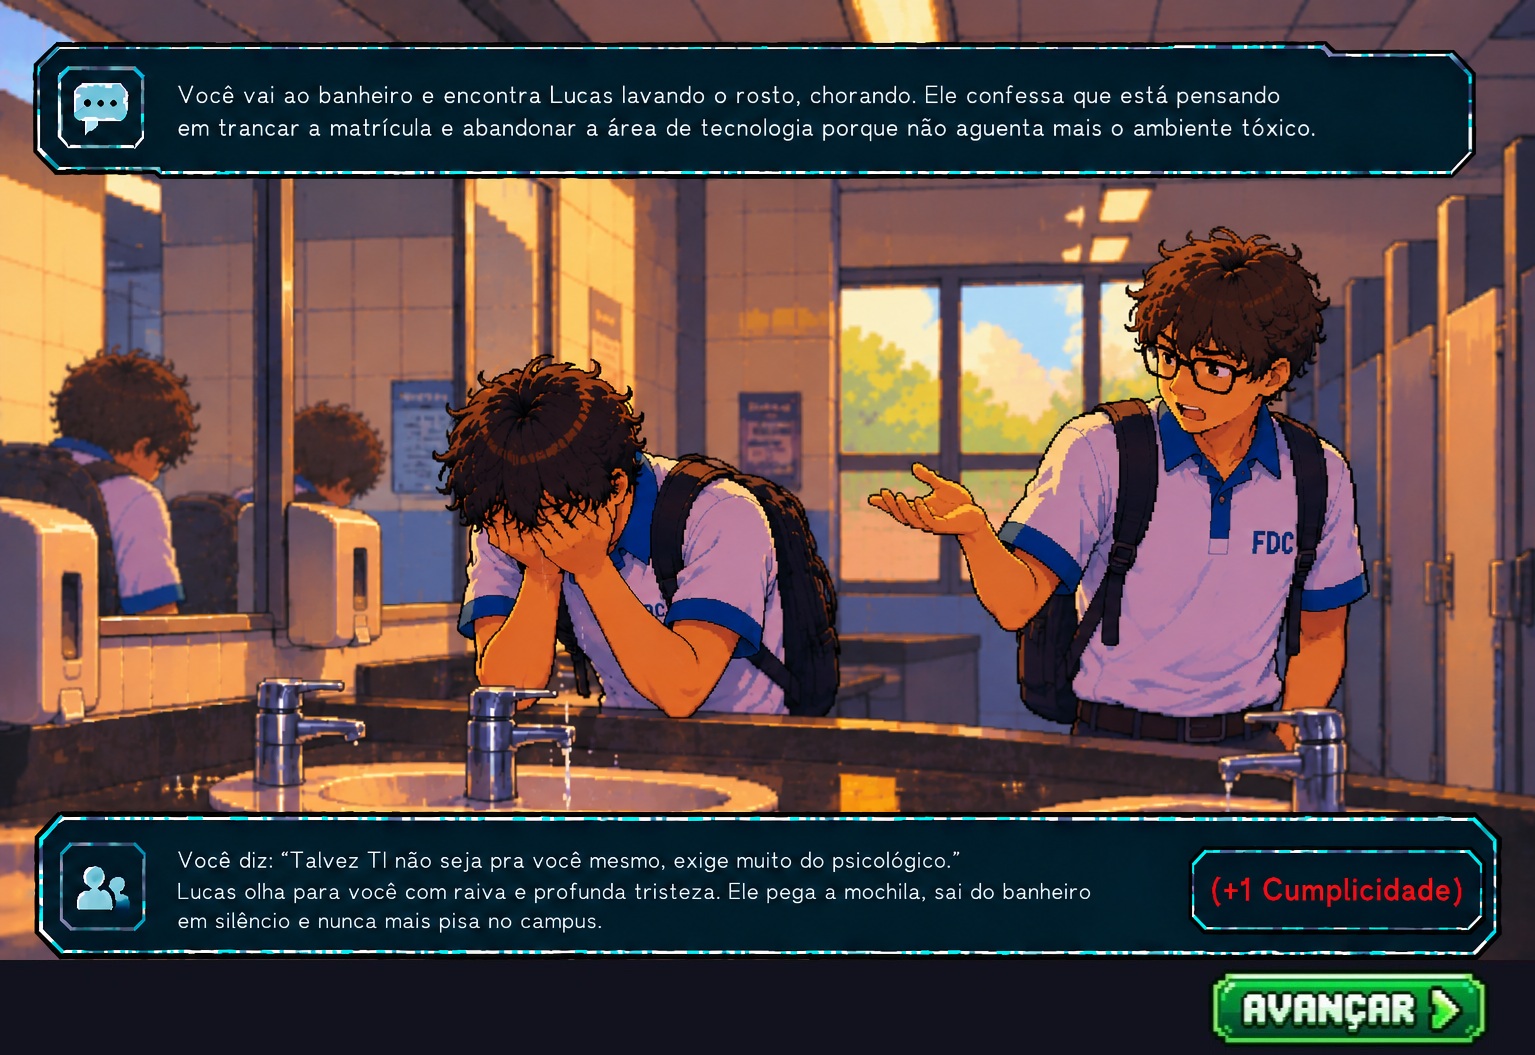 Você vai ao banheiro e encontra Lucas lavando o rosto, chorando. Ele confessa que está pensando
em trancar a matrícula e abandonar a área de tecnologia porque não aguenta mais o ambiente tóxico.
FDC
DC
Você diz: “Talvez TI não seja pra você mesmo, exige muito do psicológico.”
Lucas olha para você com raiva e profunda tristeza. Ele pega a mochila, sai do banheiro
em silêncio e nunca mais pisa no campus.
(+1 Cumplicidade)
AVANÇAR